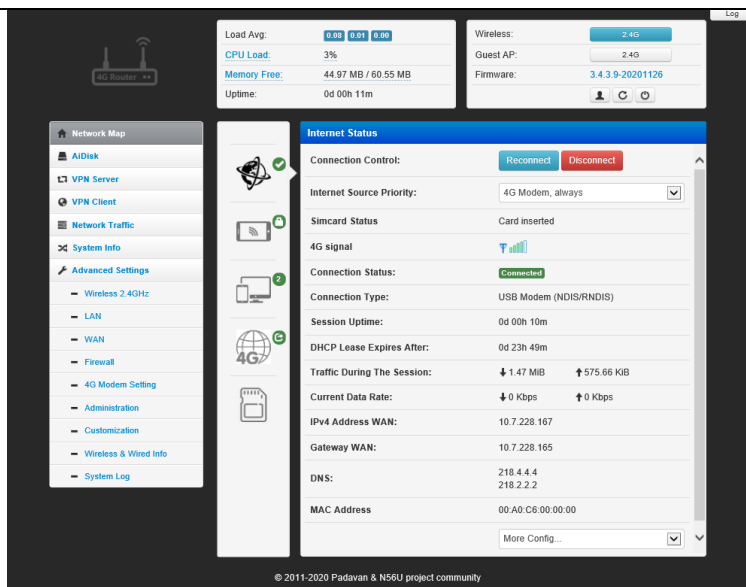 Log
4G Router ••
Load Avg: 0.03 0.01 0.00
CPU Load: 3%
Memory Free: 44.97 MB / 60.55 MB
Uptime: 0d 00h 11m
Wireless: 2.4G
Guest AP: 2.4G
Firmware: 3.4.3.9-20201126
Network Map
AiDisk
VPN Server
VPN Client
Network Traffic
System Info
Advanced Settings
Wireless 2.4GHz
LAN
WAN
Firewall
4G Modem Setting
Administration
Customization
Wireless & Wired Info
System Log
2
4G
Internet Status
Connection Control: Reconnect Disconnect
Internet Source Priority: 4G Modem, always
Simcard Status Card inserted
4G signal
Connection Status: Connected
Connection Type: USB Modem (NDIS/RNDIS)
Session Uptime: 0d 00h 10m
DHCP Lease Expires After: 0d 23h 49m
Traffic During The Session: 1.47 MiB 575.66 KiB
Current Data Rate: 0 Kbps 0 Kbps
IPv4 Address WAN: 10.7.228.167
Gateway WAN: 10.7.228.165
DNS: 218.4.4.4
218.2.2.2
MAC Address 00:A0:C6:00:00:00
More Config...
© 2011-2020 Padavan & N56U project community